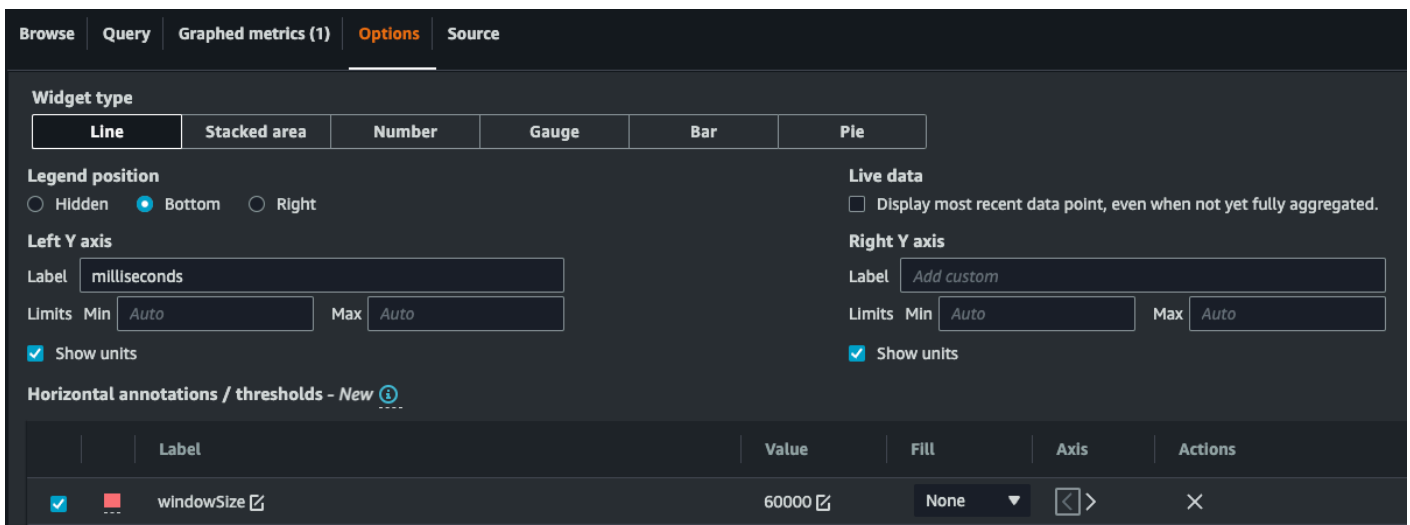 Browse Query Graphed metrics (1) Options Source
Widget type
Line Stacked area Number Gauge Bar Pie
Legend position Live data
Hidden Bottom Right Display most recent data point, even when not yet fully aggregated.
Left Y axis Right Y axis
Label milliseconds Label Add custom
Limits Min Auto Max Auto Limits Min Auto Max Auto
Show units Show units
Horizontal annotations / thresholds - New
Label Value Fill Axis Actions
windowSize 60000 None